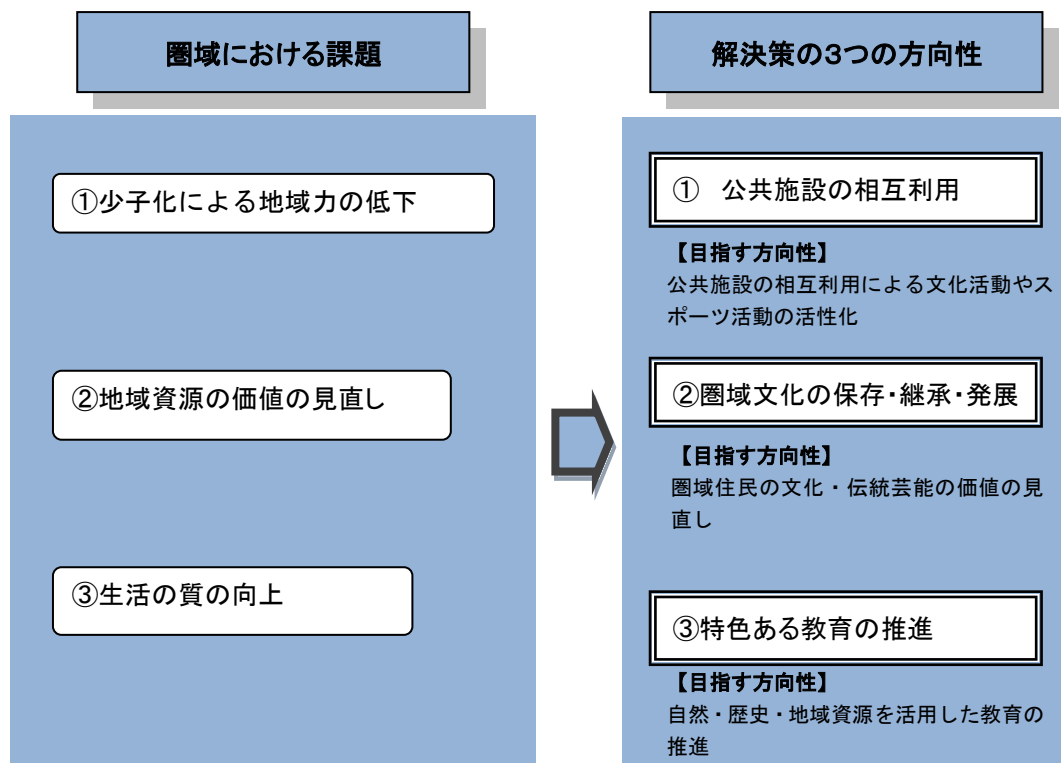 圏域における課題
①少子化による地域力の低下
②地域資源の価値の見直し
③生活の質の向上
解決策の3つの方向性
① 公共施設の相互利用
【目指す方向性】
公共施設の相互利用による文化活動やス
ポーツ活動の活性化
②圏域文化の保存・継承・発展
【目指す方向性】
圏域住民の文化・伝統芸能の価値の見
直し
③特色ある教育の推進
【目指す方向性】
自然・歴史・地域資源を活用した教育の
推進